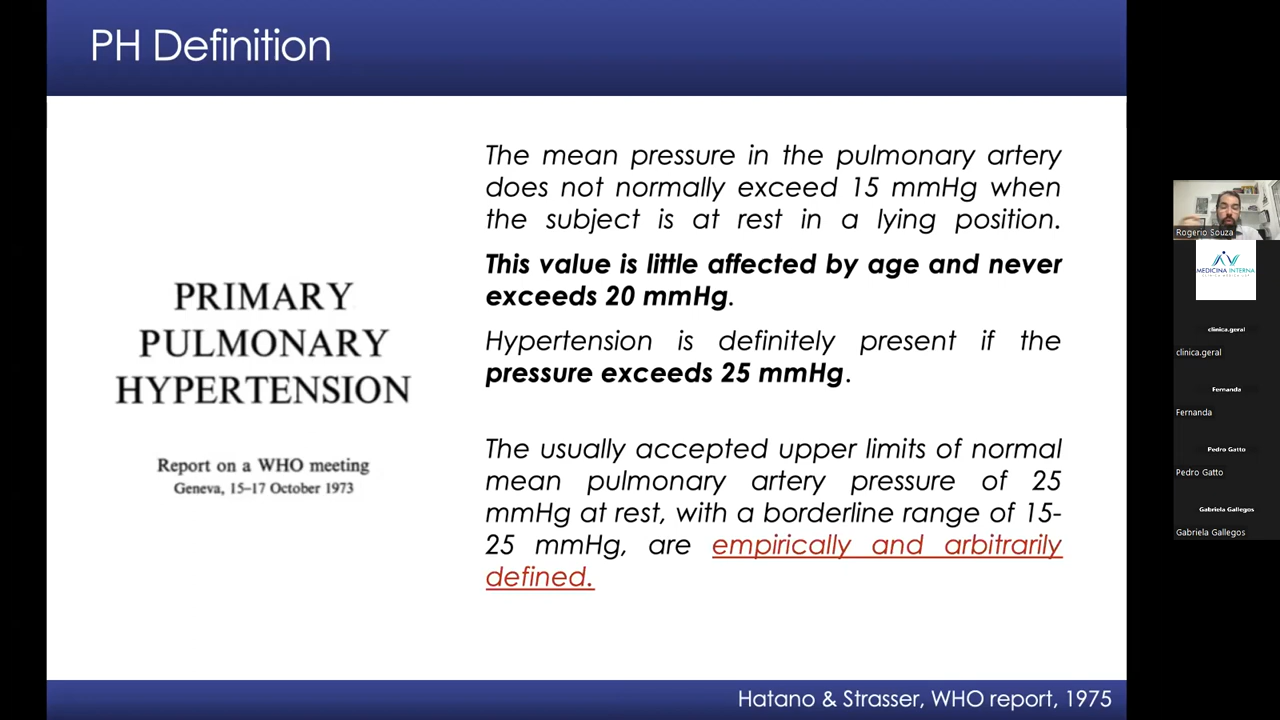 PH Definition
The mean pressure in the pulmonary artery
does not normally exceed 15 mmHg when
the subject is at rest in a lying position.
This value is little affected by age and never
exceeds 20 mmHg.
Hypertension is definitely present if the
pressure exceeds 25 mmHg.
The usually accepted upper limits of normal
mean pulmonary artery pressure of 25
mmHg at rest, with a borderline range of 15-
25 mmHg, are empirically and arbitrarily
defined.
PRIMARY
PULMONARY
HYPERTENSION
Report on a WHO meeting
Geneva, 15–17 October 1973
Hatano & Strasser, WHO report, 1975
Rogerio Souza
MEDICINA INTERNA
clinica.geral
clinica.geral
Fernanda
Fernanda
Pedro Gatto
Pedro Gatto
Gabriela Gallegos
Gabriela Gallegos